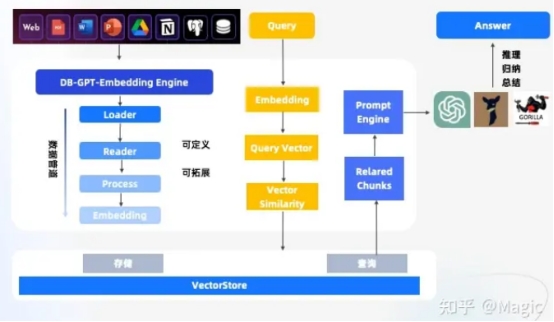 Web
Query
Answer
DB-GPT-Embedding Engine
Loader
Reader
Process
Embedding
数据管道
可定义
可拓展
Embedding
Query Vector
Vector
Similarity
Prompt
Engine
Relared
Chunks
推理
归纳
总结
GORILLA
存储
查询
VectorStore
知乎 @Magic